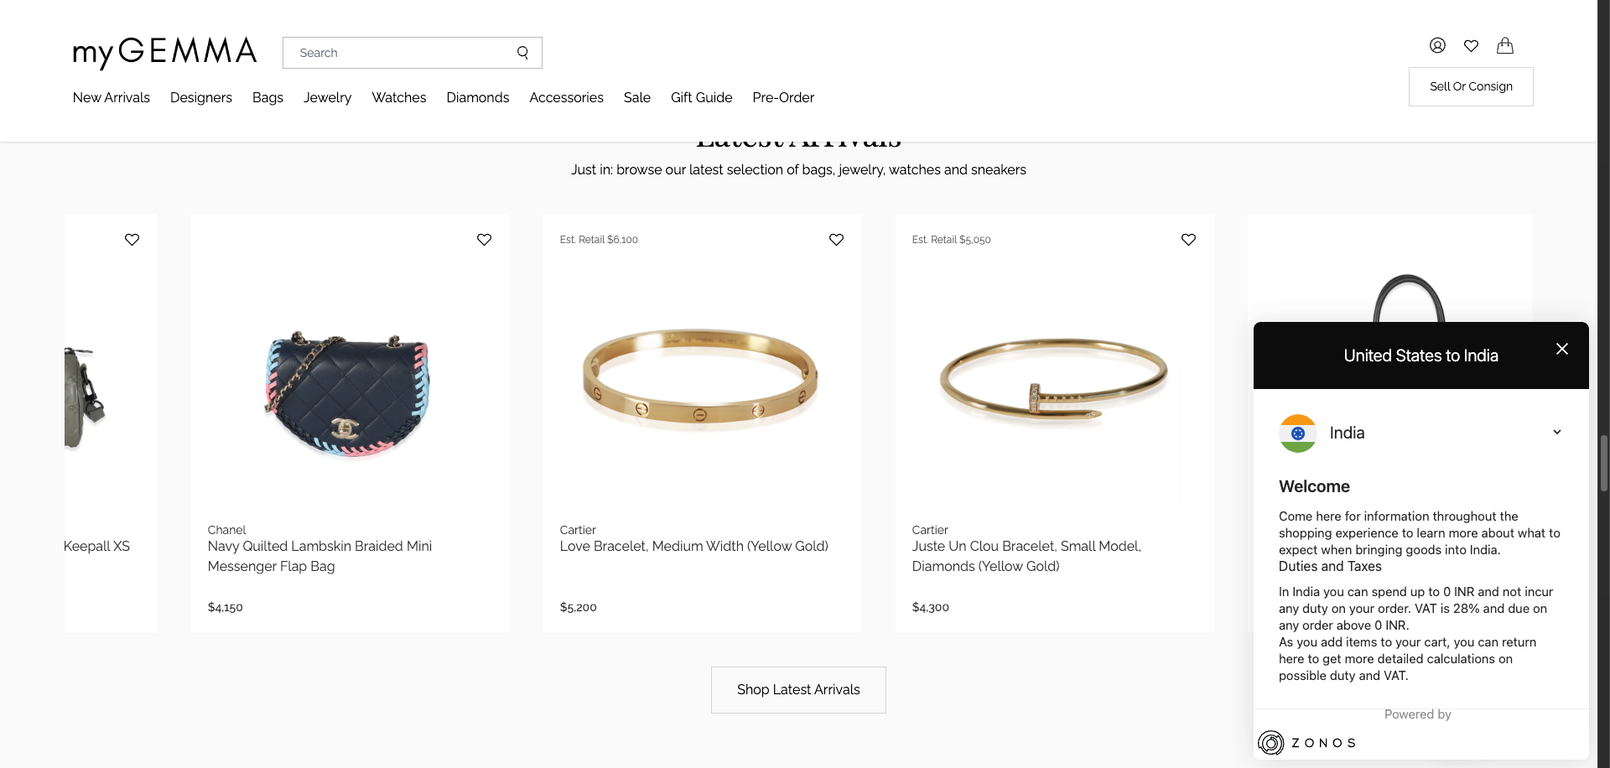 myGEMMA
Search
Sell Or Consign
New Arrivals Designers Bags Jewelry Watches Diamonds Accessories Sale Gift Guide Pre-Order
Latest Arrivals
Just in: browse our latest selection of bags, jewelry, watches and sneakers
Keepall XS
Chanel
Navy Quilted Lambskin Braided Mini
Messenger Flap Bag
$4,150
Est. Retail $6,100
Cartier
Love Bracelet, Medium Width (Yellow Gold)
$5,200
Est. Retail $5,050
Cartier
Juste Un Clou Bracelet, Small Model,
Diamonds (Yellow Gold)
$4,300
Shop Latest Arrivals
United States to India
India
Welcome
Come here for information throughout the
shopping experience to learn more about what to
expect when bringing goods into India.
Duties and Taxes
In India you can spend up to 0 INR and not incur
any duty on your order. VAT is 28% and due on
any order above 0 INR.
As you add items to your cart, you can return
here to get more detailed calculations on
possible duty and VAT.
Powered by
ZONOS